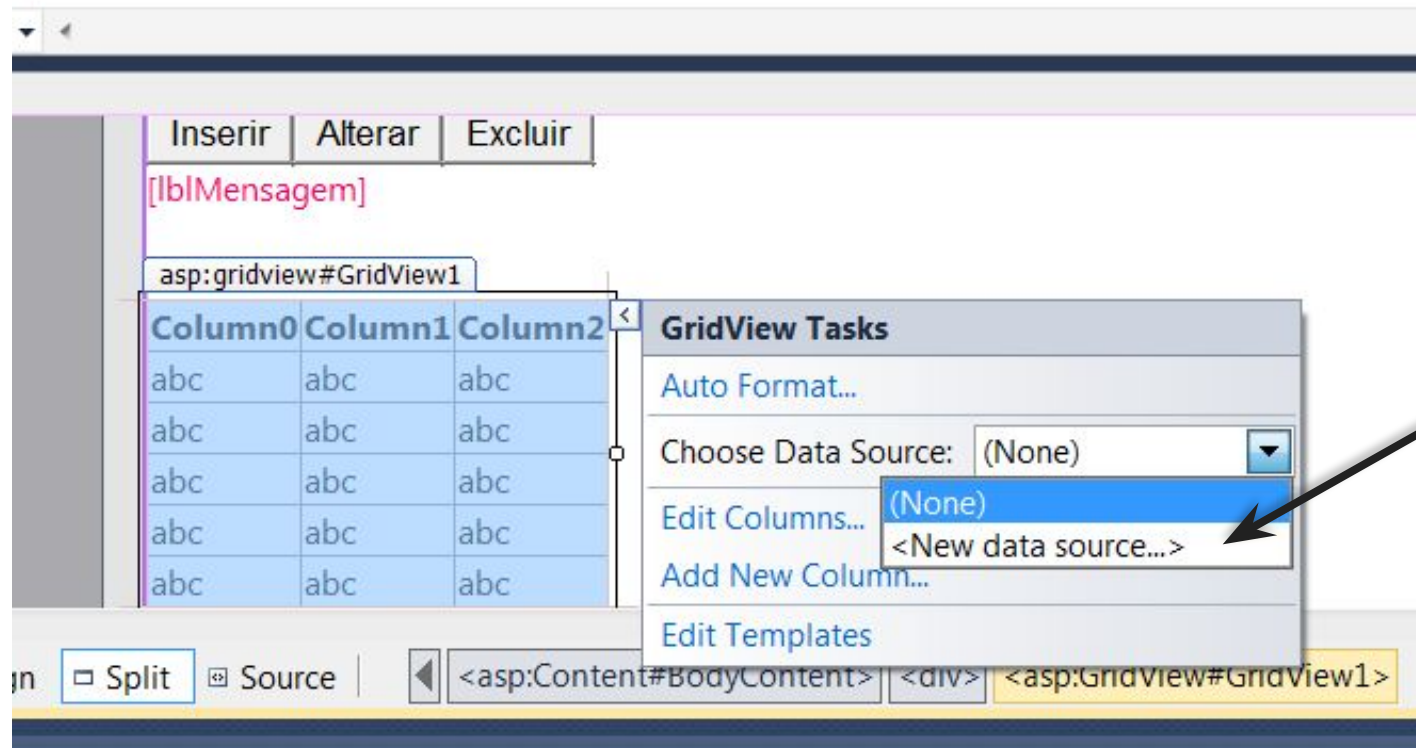 Inserir Alterar Excluir
[lblMensagem]
asp:gridview#GridView1
Column0 Column1 Column2
abc abc abc
abc abc abc
abc abc abc
abc abc abc
abc abc abc
GridView Tasks
Auto Format...
Choose Data Source: (None)
(None)
<New data source...>
Edit Columns...
Add New Column...
Edit Templates
gn Split Source <asp:Content#BodyContent> <div> <asp:GridView#GridView1>